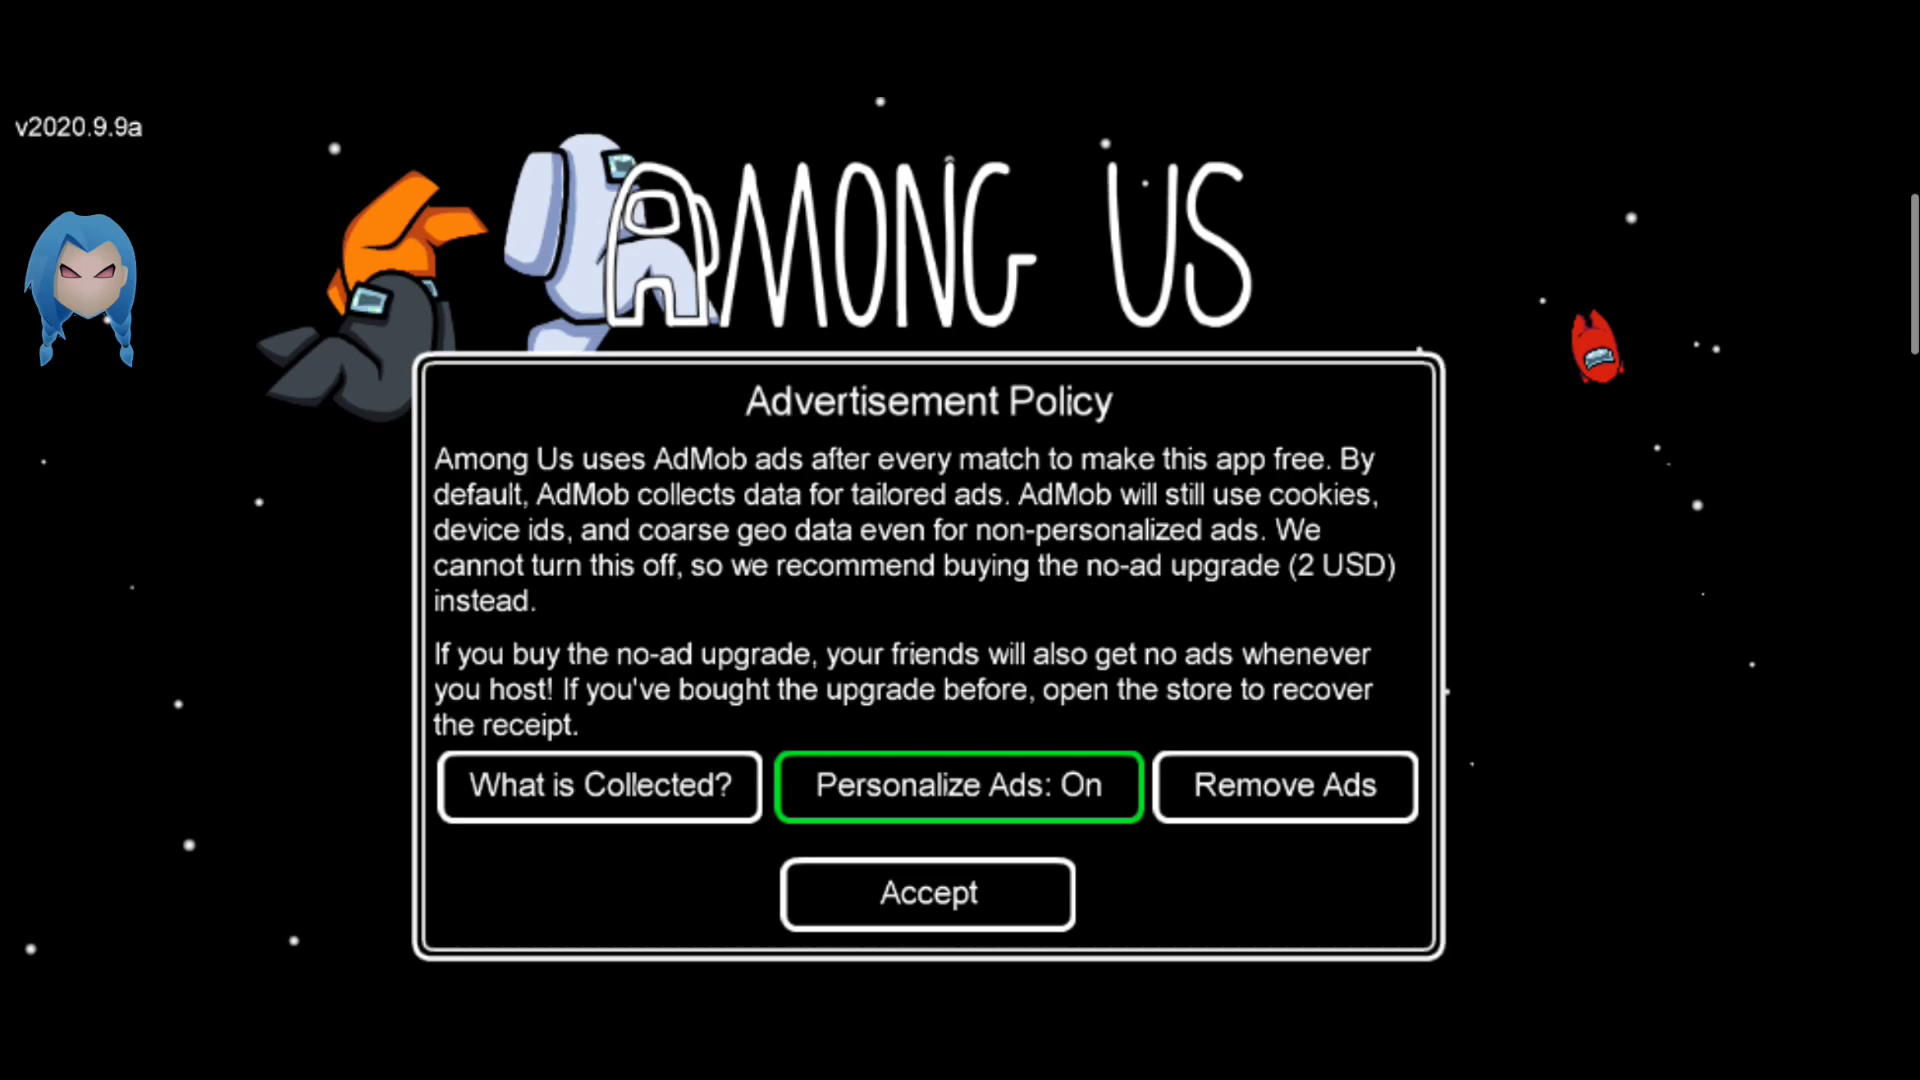 v2020.9.9a
AMONG US
Advertisement Policy
Among Us uses AdMob ads after every match to make this app free. By
default, AdMob collects data for tailored ads. AdMob will still use cookies,
device ids, and coarse geo data even for non-personalized ads. We
cannot turn this off, so we recommend buying the no-ad upgrade (2 USD)
instead.
If you buy the no-ad upgrade, your friends will also get no ads whenever
you host! If you've bought the upgrade before, open the store to recover
the receipt.
What is Collected?
Personalize Ads: On
Remove Ads
Accept